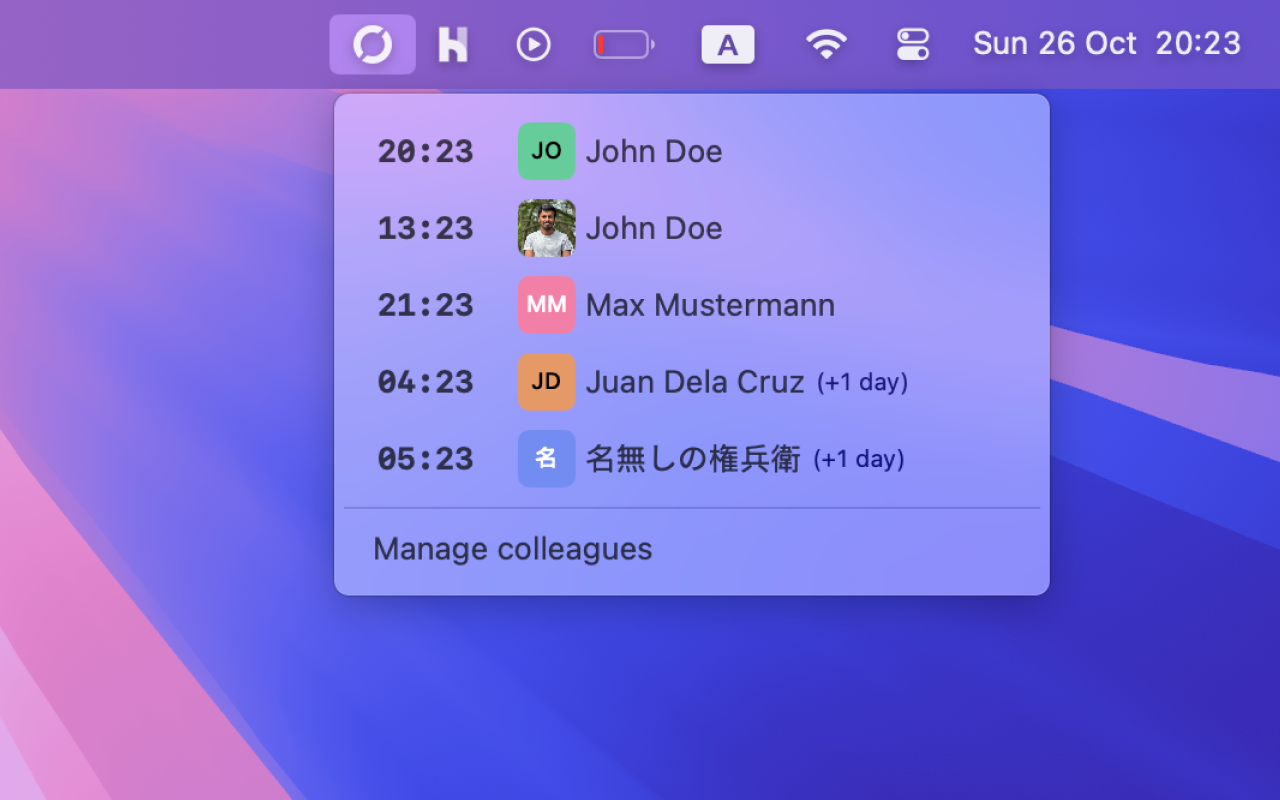 A Sun 26 Oct 20:23
20:23 JO John Doe
13:23 John Doe
21:23 MM Max Mustermann
04:23 JD Juan Dela Cruz (+1 day)
05:23 名 名無しの権兵衛 (+1 day)
Manage colleagues